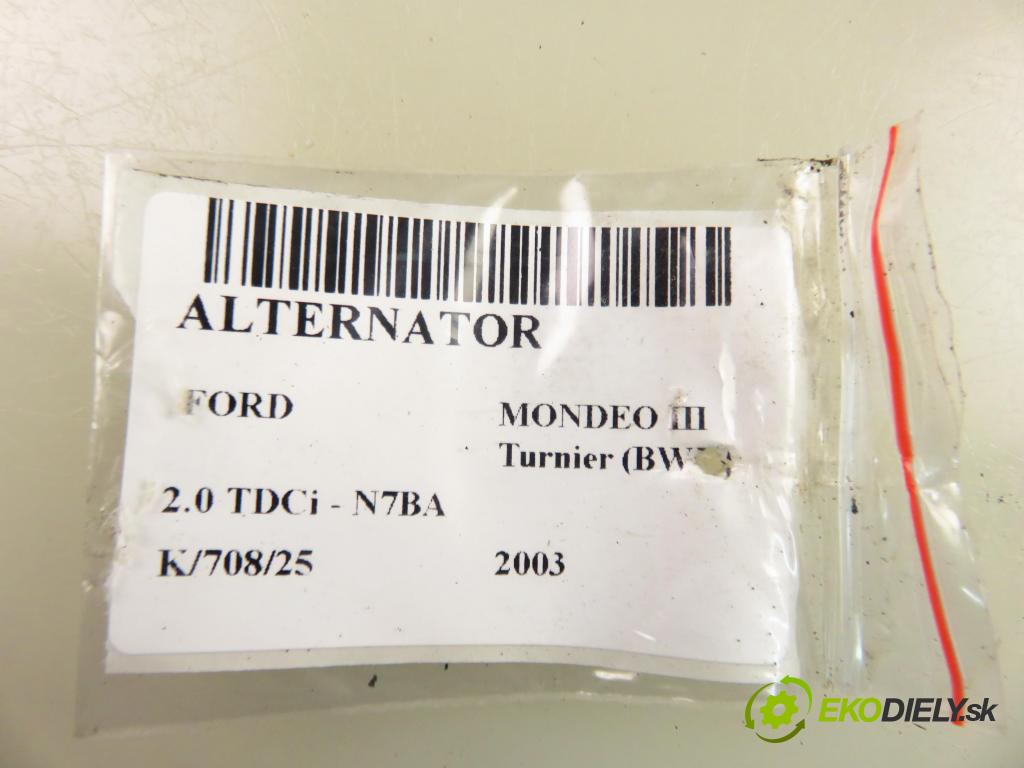 ALTERNATOR
FORD
MONDEO III
Turnier
2.0 TDCi - N7BA
K/708/25
2003
EKODIELY.sk